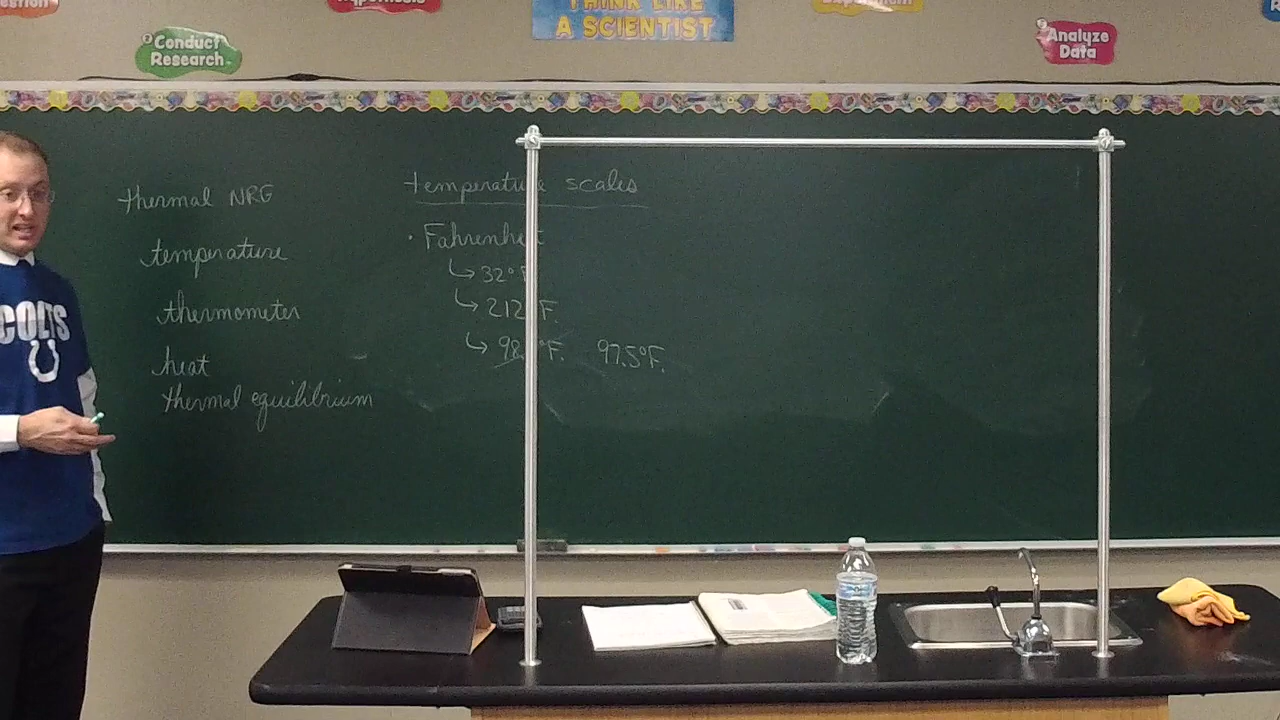 THINK LIKE
A SCIENTIST
Conduct
Research
Analyze
Data
thermal NRG
temperature
thermometer
heat
thermal equilibrium
temperature scales
· Fahrenheit
↳ 32°F
↳ 212°F.
↳ 98. °F. 97.5°F.
COLTS